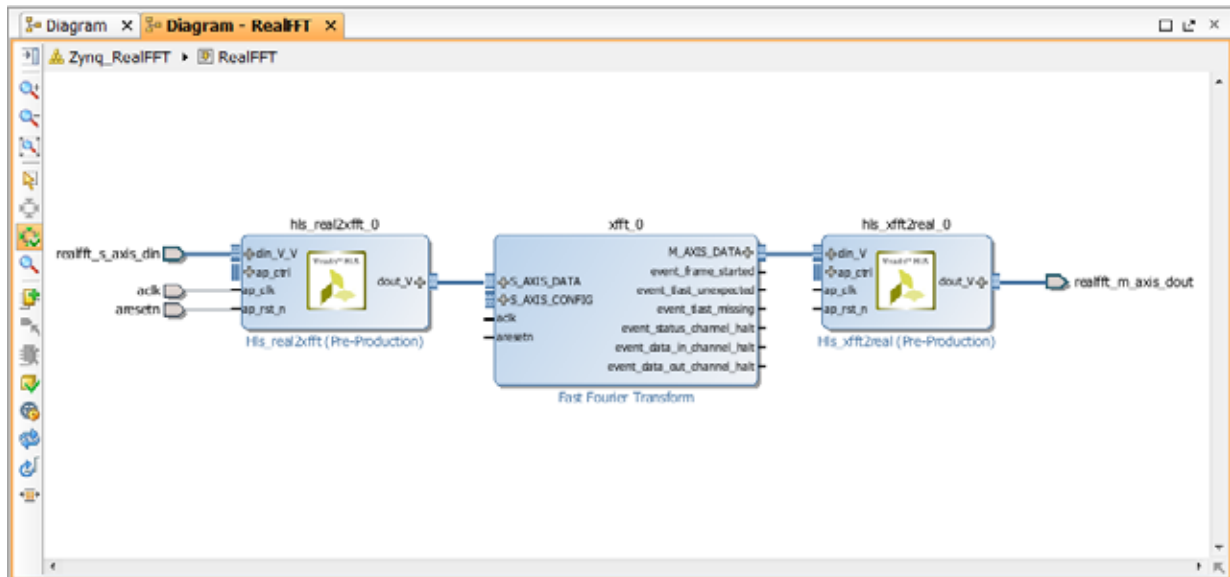 Diagram
Diagram - RealFFT
Zynq_RealFFT
RealFFT
hls_real2xfft_0
din_V_V
ap_ctrl
ap_clk
ap_rst_n
dout_V
Hls_real2xfft (Pre-Production)
realfft_s_axis_din
aclk
aresetn
xfft_0
S_AXIS_DATA
S_AXIS_CONFIG
aclk
aresetn
M_AXIS_DATA
event_frame_started
event_tlast_unexpected
event_tlast_missing
event_status_channel_halt
event_data_in_channel_halt
event_data_out_channel_halt
Fast Fourier Transform
hls_xfft2real_0
din_V
ap_ctrl
ap_clk
ap_rst_n
dout_V
Hls_xfft2real (Pre-Production)
realfft_m_axis_dout